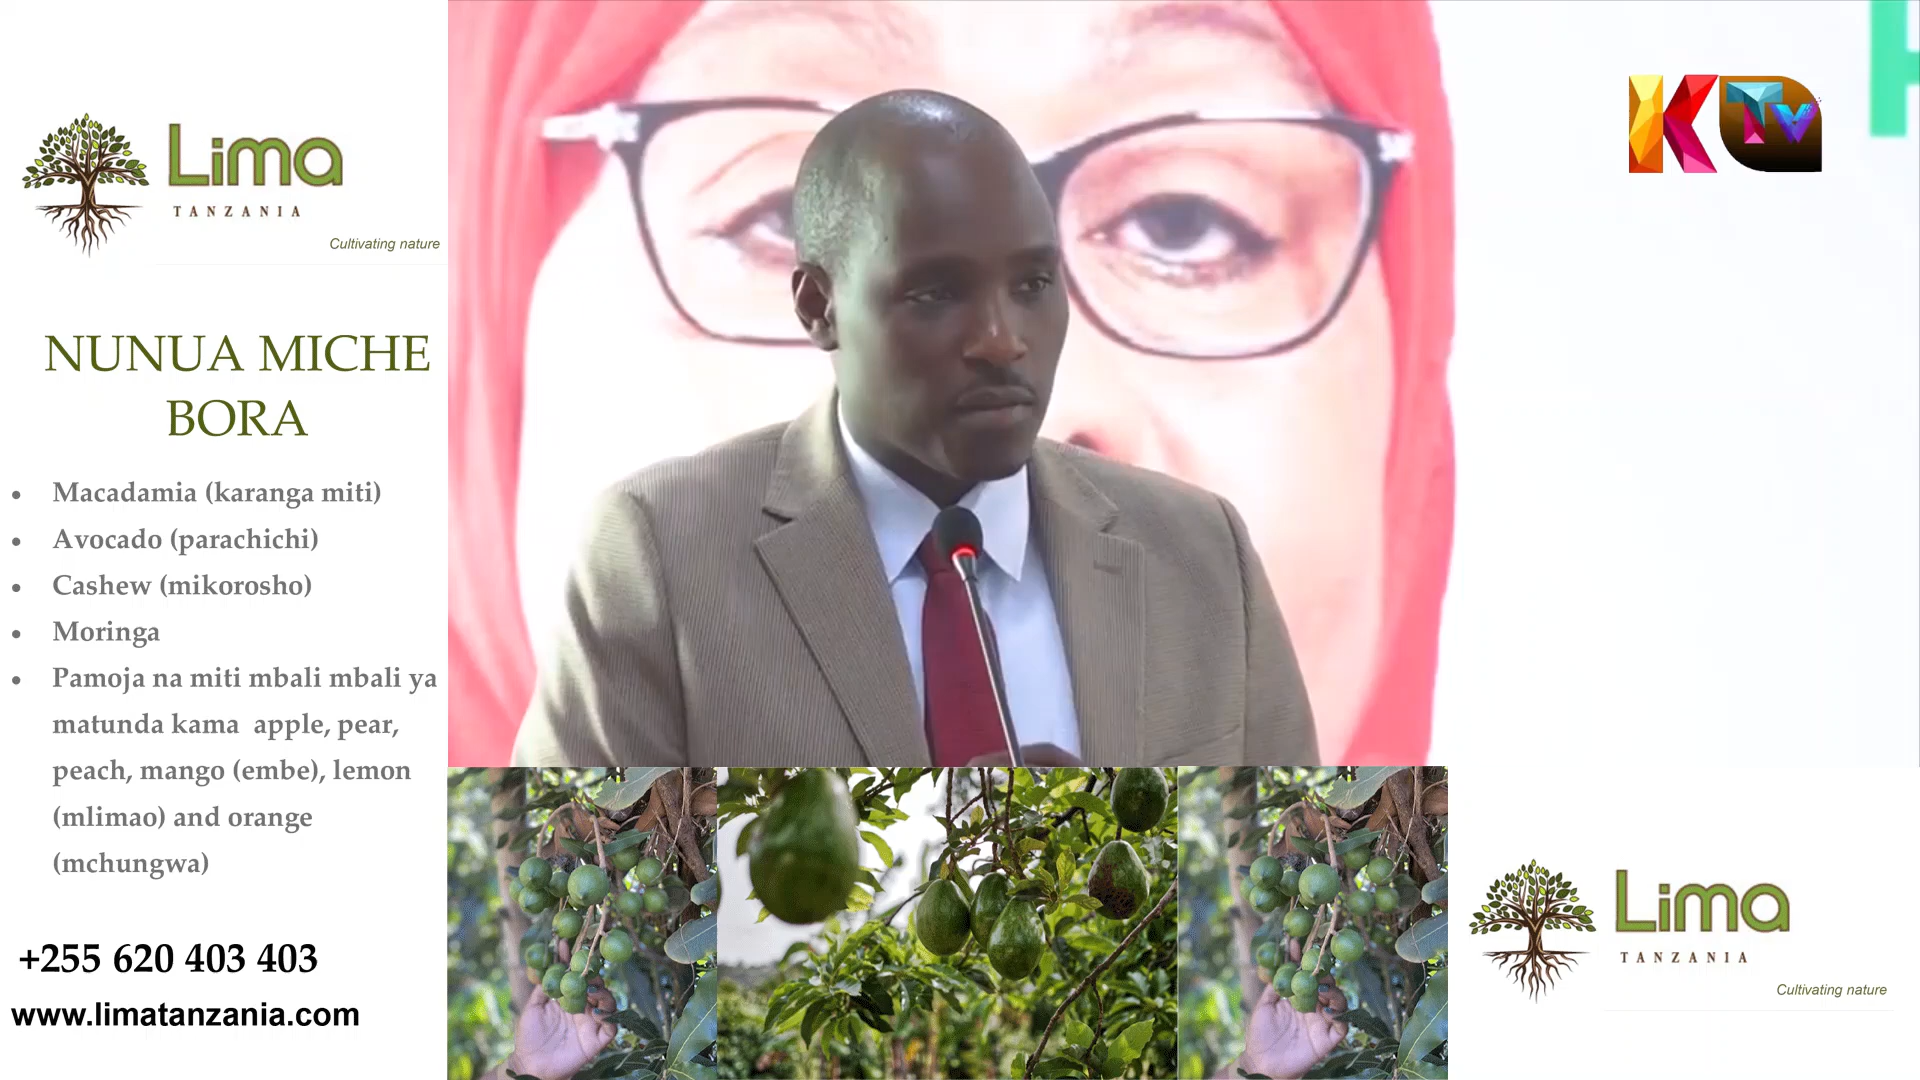 Lima
TANZANIA
Cultivating nature
NUNUA MICHE
BORA
Macadamia (karanga miti)
Avocado (parachichi)
Cashew (mikorosho)
Moringa
Pamoja na miti mbali mbali ya
matunda kama apple, pear,
peach, mango (embe), lemon
(mlimao) and orange
(mchungwa)
+255 620 403 403
www.limatanzania.com
KTv
Lima
TANZANIA
Cultivating nature